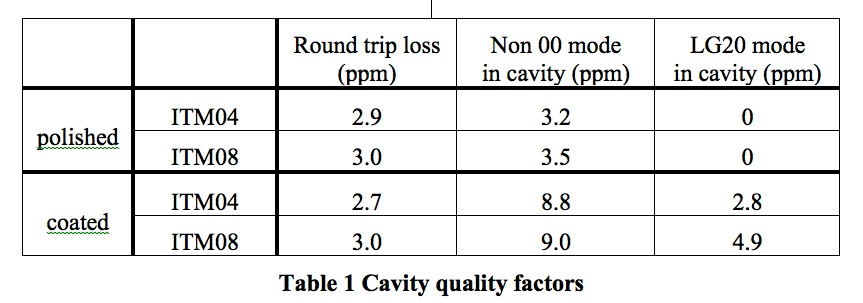 Round trip loss (ppm) Non 00 mode in cavity (ppm) LG20 mode in cavity (ppm)
polished ITM04 2.9 3.2 0
ITM08 3.0 3.5 0
coated ITM04 2.7 8.8 2.8
ITM08 3.0 9.0 4.9
Table 1 Cavity quality factors